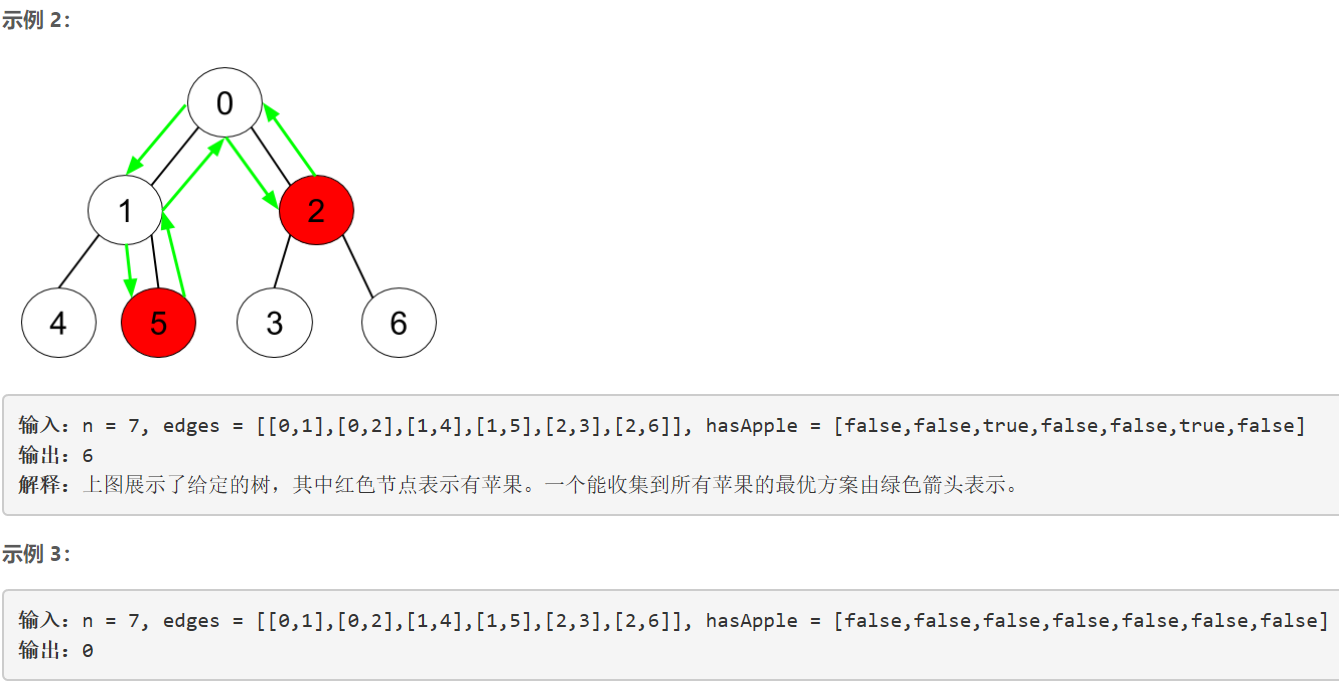 示例 2：
0
1
2
4
5
3
6
输入：n = 7, edges = [[0,1],[0,2],[1,4],[1,5],[2,3],[2,6]], hasApple = [false,false,true,false,false,true,false]
输出：6
解释：上图展示了给定的树，其中红色节点表示有苹果。一个能收集到所有苹果的最优方案由绿色箭头表示。
示例 3：
输入：n = 7, edges = [[0,1],[0,2],[1,4],[1,5],[2,3],[2,6]], hasApple = [false,false,false,false,false,false,false]
输出：0